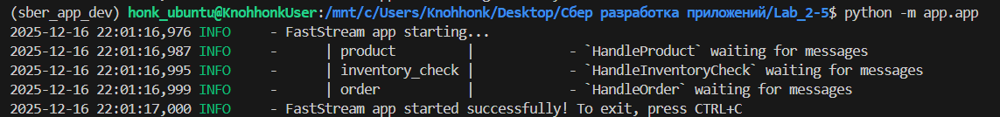 (sber_app_dev) honk_ubuntu@KnohhonkUser:/mnt/c/Users/Knohhonk/Desktop/Сбер разработка приложений/Lab_2-5$ python -m app.app
2025-12-16 22:01:16,976 INFO     - FastStream app starting...
2025-12-16 22:01:16,987 INFO     -      | product         |            - `HandleProduct` waiting for messages
2025-12-16 22:01:16,995 INFO     -      | inventory_check |            - `HandleInventoryCheck` waiting for messages
2025-12-16 22:01:16,999 INFO     -      | order           |            - `HandleOrder` waiting for messages
2025-12-16 22:01:17,000 INFO     - FastStream app started successfully! To exit, press CTRL+C